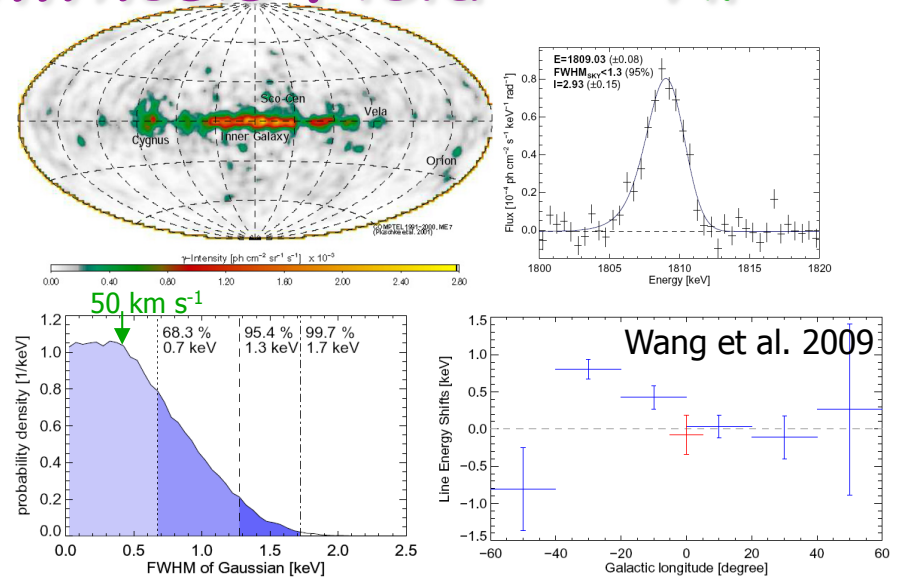 Sco-Cen
Vela
Cygnus
Inner Galaxy
Orion
COMPTEL 1991-2000, ME 7
(Plüschke et al. 2001)
γ-Intensity [ph cm⁻² sr⁻¹ s⁻¹] x 10⁻³
0.00 0.40 0.80 1.20 1.60 2.00 2.40 2.80
E=1809.03 (±0.08)
FWHM_SKY<1.3 (95%)
I=2.93 (±0.15)
Flux [10⁻⁴ ph cm⁻² s⁻¹ keV⁻¹ rad⁻¹]
0.8
0.6
0.4
0.2
0.0
1800 1805 1810 1815 1820
Energy [keV]
50 km s⁻¹
68.3 % 95.4 % 99.7 %
0.7 keV 1.3 keV 1.7 keV
probability density [1/keV]
1.2
1.0
0.8
0.6
0.4
0.2
0.0
0.0 0.5 1.0 1.5 2.0 2.5
FWHM of Gaussian [keV]
Wang et al. 2009
Line Energy Shifts [keV]
1.5
1.0
0.5
0.0
−0.5
−1.0
−1.5
−60 −40 −20 0 20 40 60
Galactic longitude [degree]